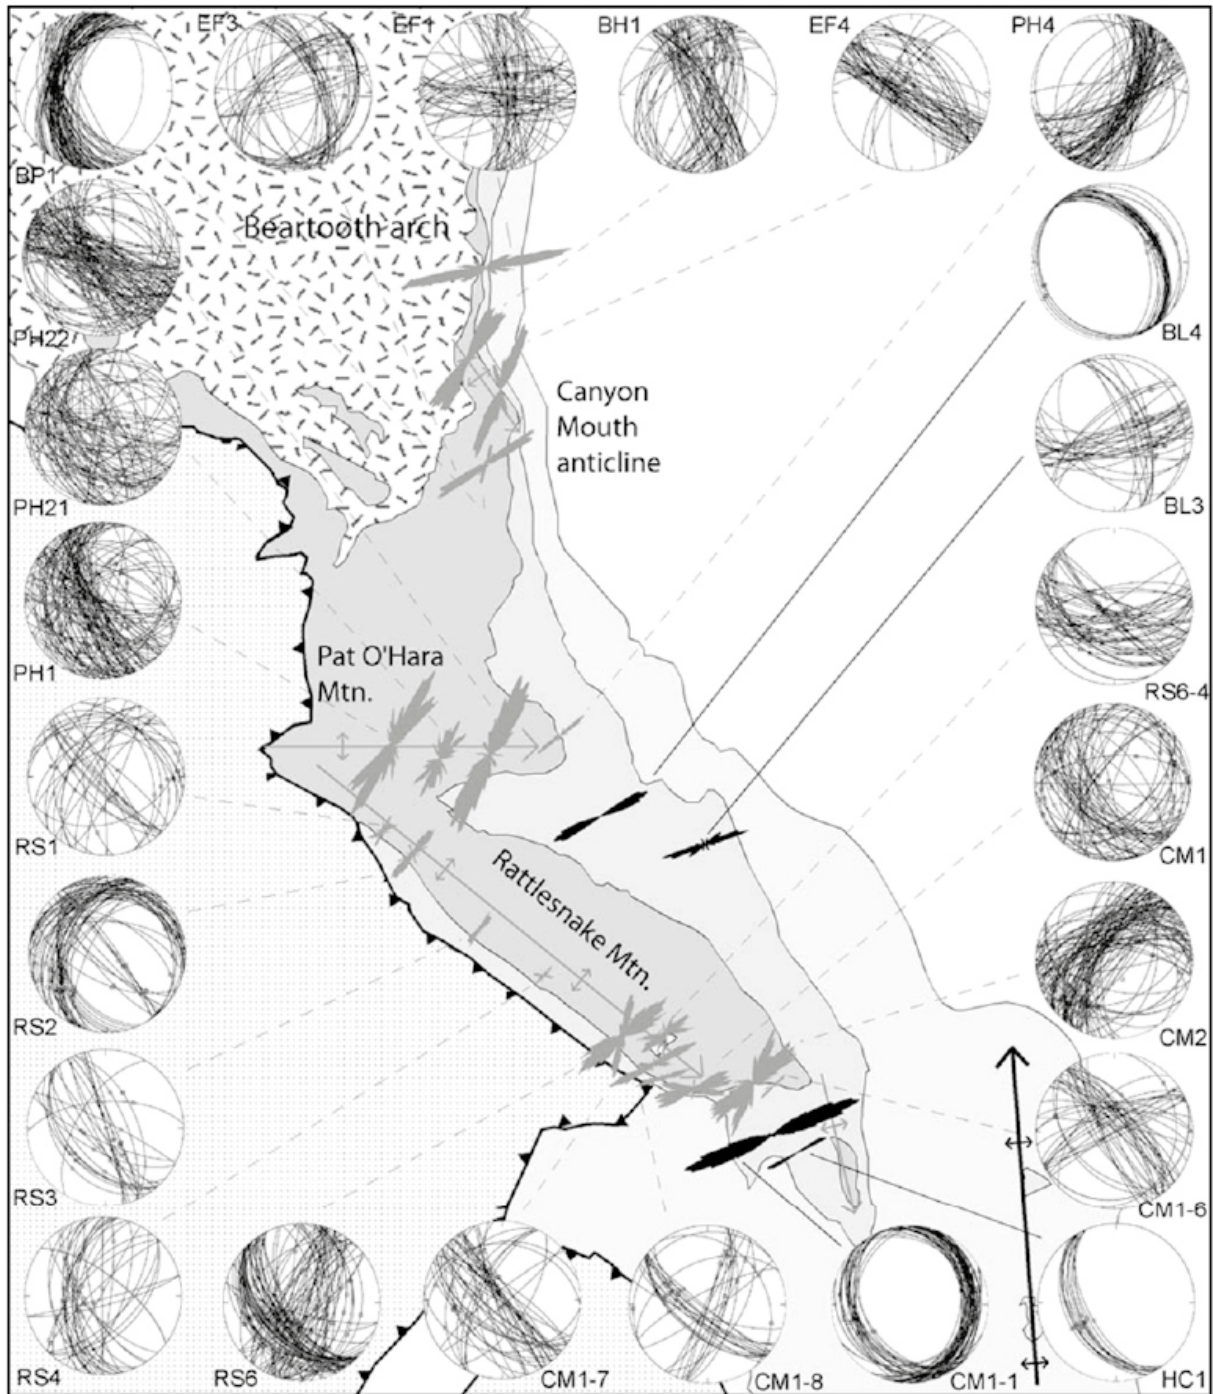 EF3
EF1
BH1
EF4
PH4
BP1
Beartooth arch
PH22
BL4
Canyon
Mouth
anticline
PH21
BL3
Pat O'Hara
Mtn.
PH1
RS6-4
RS1
CM1
Rattlesnake Mtn.
RS2
CM2
RS3
CM1-6
RS4
RS6
CM1-7
CM1-8
CM1-1
HC1